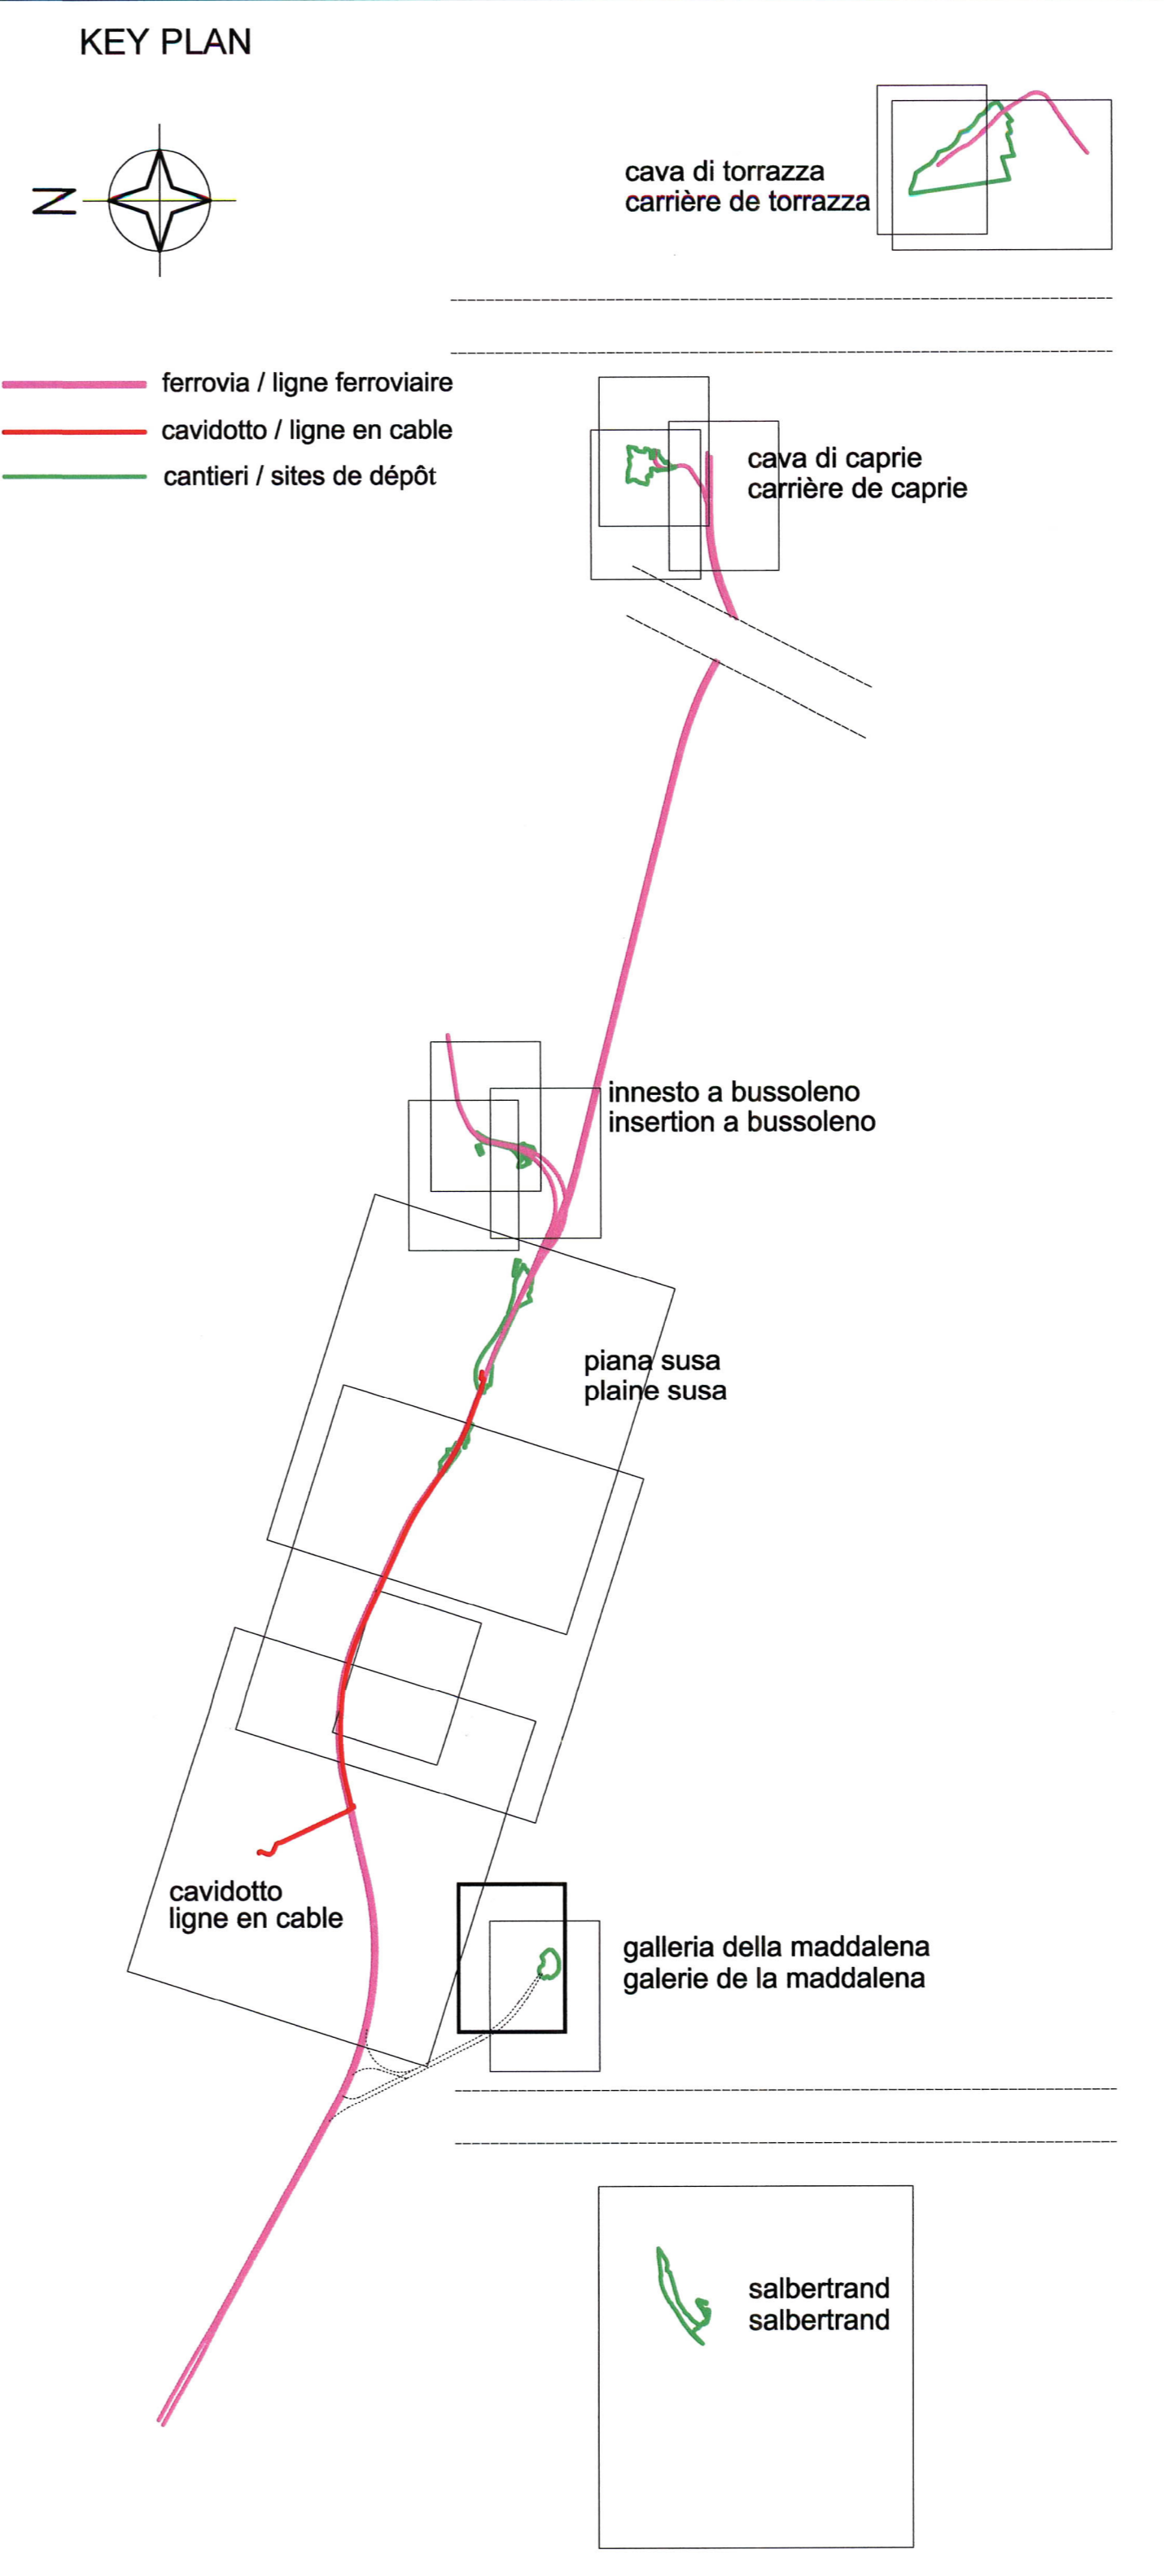 KEY PLAN
N
cava di torrazza
carrière de torrazza
ferrovia / ligne ferroviaire
cavidotto / ligne en cable
cantieri / sites de dépôt
cava di caprie
carrière de caprie
innesto a bussoleno
insertion a bussoleno
piana susa
plaine susa
cavidotto
ligne en cable
galleria della maddalena
galerie de la maddalena
salbertrand
salbertrand